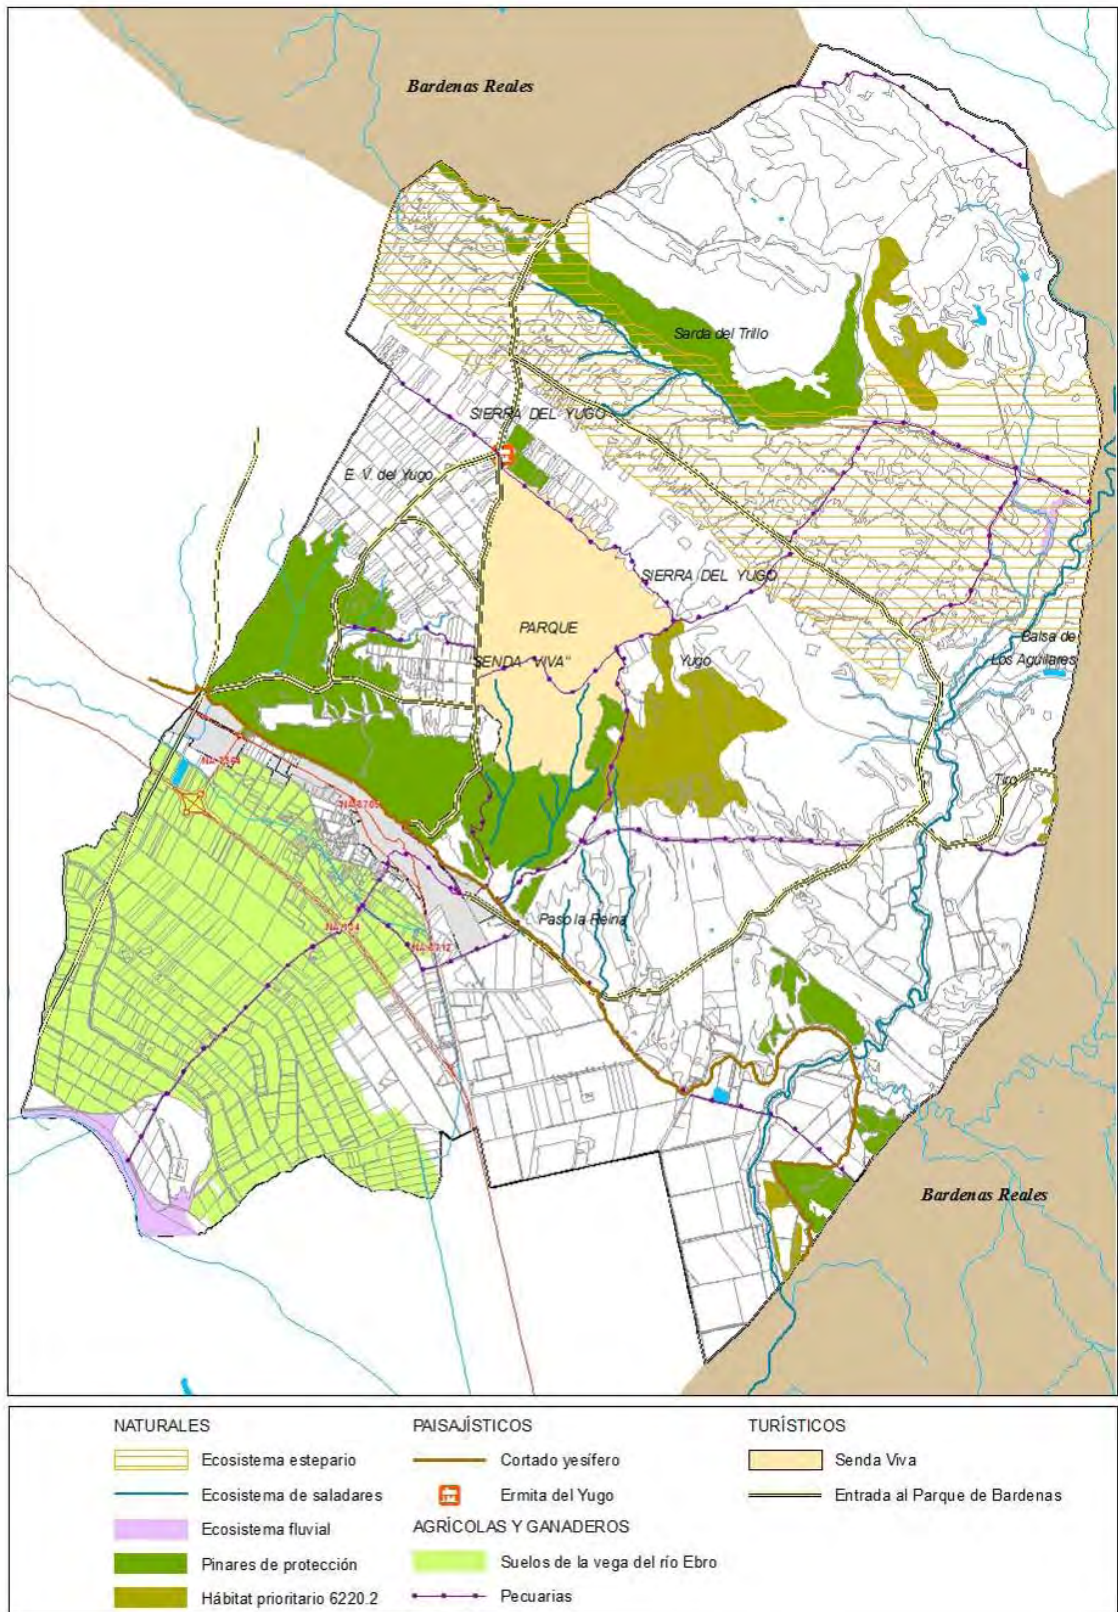 Bardenas Reales
Sarda del Trillo
SIERRA DEL YUGO
E. V. del Yugo
SIERRA DEL YUGO
PARQUE
SENDA "VIVA"
Yugo
Balsa de
Los Aguilares
Tiro
NA-134
Paso la Reina
Bardenas Reales
NATURALES
Ecosistema estepario
Ecosistema de saladares
Ecosistema fluvial
Pinares de protección
Hábitat prioritario 6220.2
PAISAJÍSTICOS
Cortado yesífero
Ermita del Yugo
AGRÍCOLAS Y GANADEROS
Suelos de la vega del río Ebro
Pecuarias
TURÍSTICOS
Senda Viva
Entrada al Parque de Bardenas